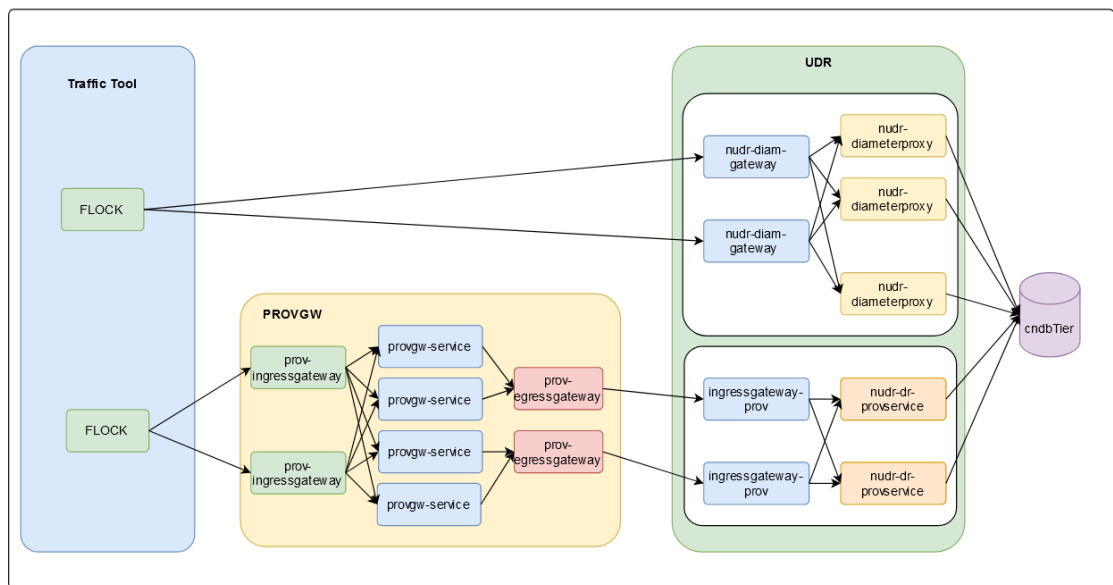 Traffic Tool
FLOCK
FLOCK
PROVGW
prov-
ingressgateway
prov-
ingressgateway
provgw-service
provgw-service
provgw-service
provgw-service
prov-
egressgateway
prov-
egressgateway
UDR
nudr-diam-
gateway
nudr-diam-
gateway
nudr-
diameterproxy
nudr-
diameterproxy
nudr-
diameterproxy
ingressgateway-
prov
ingressgateway-
prov
nudr-dr-
provservice
nudr-dr-
provservice
cndbTier